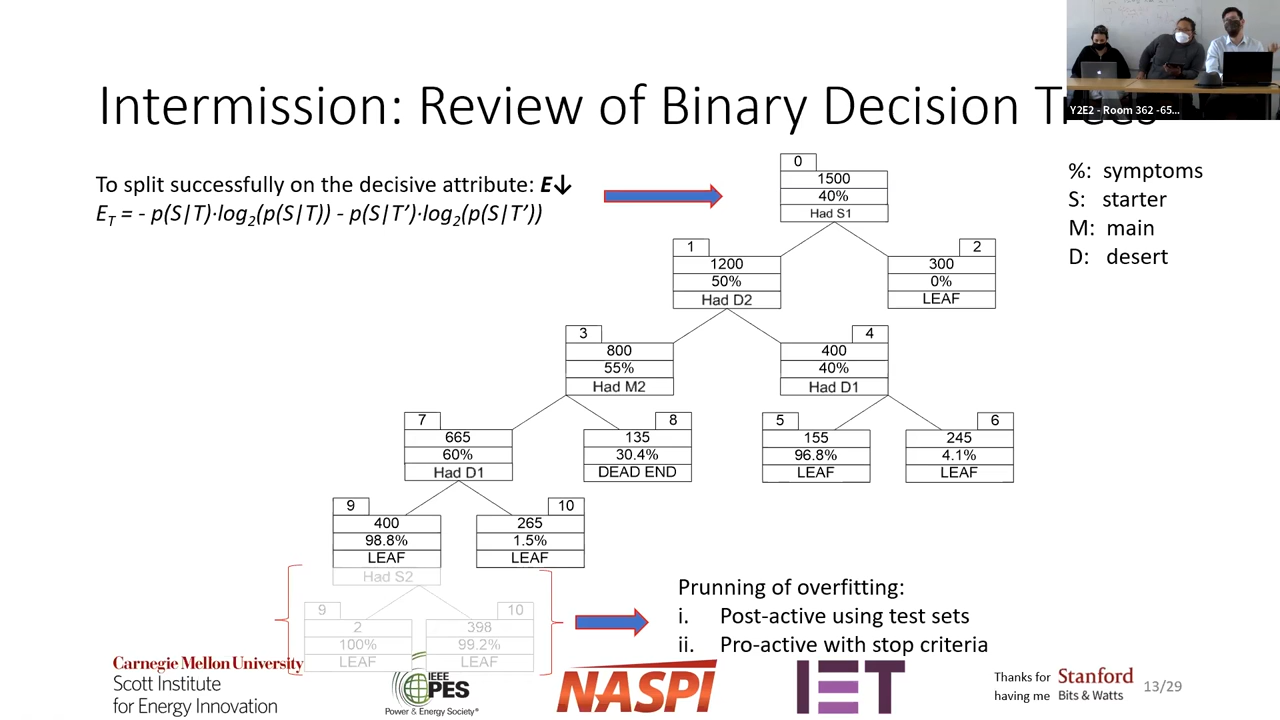 Y2E2 - Room 362 -65...
Intermission: Review of Binary Decision Trees
To split successfully on the decisive attribute: E↓
E_T = - p(S|T)·log₂(p(S|T)) - p(S|T')·log₂(p(S|T'))
%: symptoms
S: starter
M: main
D: desert
0
1500
40%
Had S1
1
1200
50%
Had D2
2
300
0%
LEAF
3
800
55%
Had M2
4
400
40%
Had D1
7
665
60%
Had D1
8
135
30.4%
DEAD END
5
155
96.8%
LEAF
6
245
4.1%
LEAF
9
400
98.8%
LEAF
10
265
1.5%
LEAF
Had S2
9
2
100%
LEAF
10
398
99.2%
LEAF
Prunning of overfitting:
i. Post-active using test sets
ii. Pro-active with stop criteria
Carnegie Mellon University
Scott Institute
for Energy Innovation
IEEE
PES
Power & Energy Society®
NASPI
IET
Thanks for
having me
Stanford
Bits & Watts
13/29